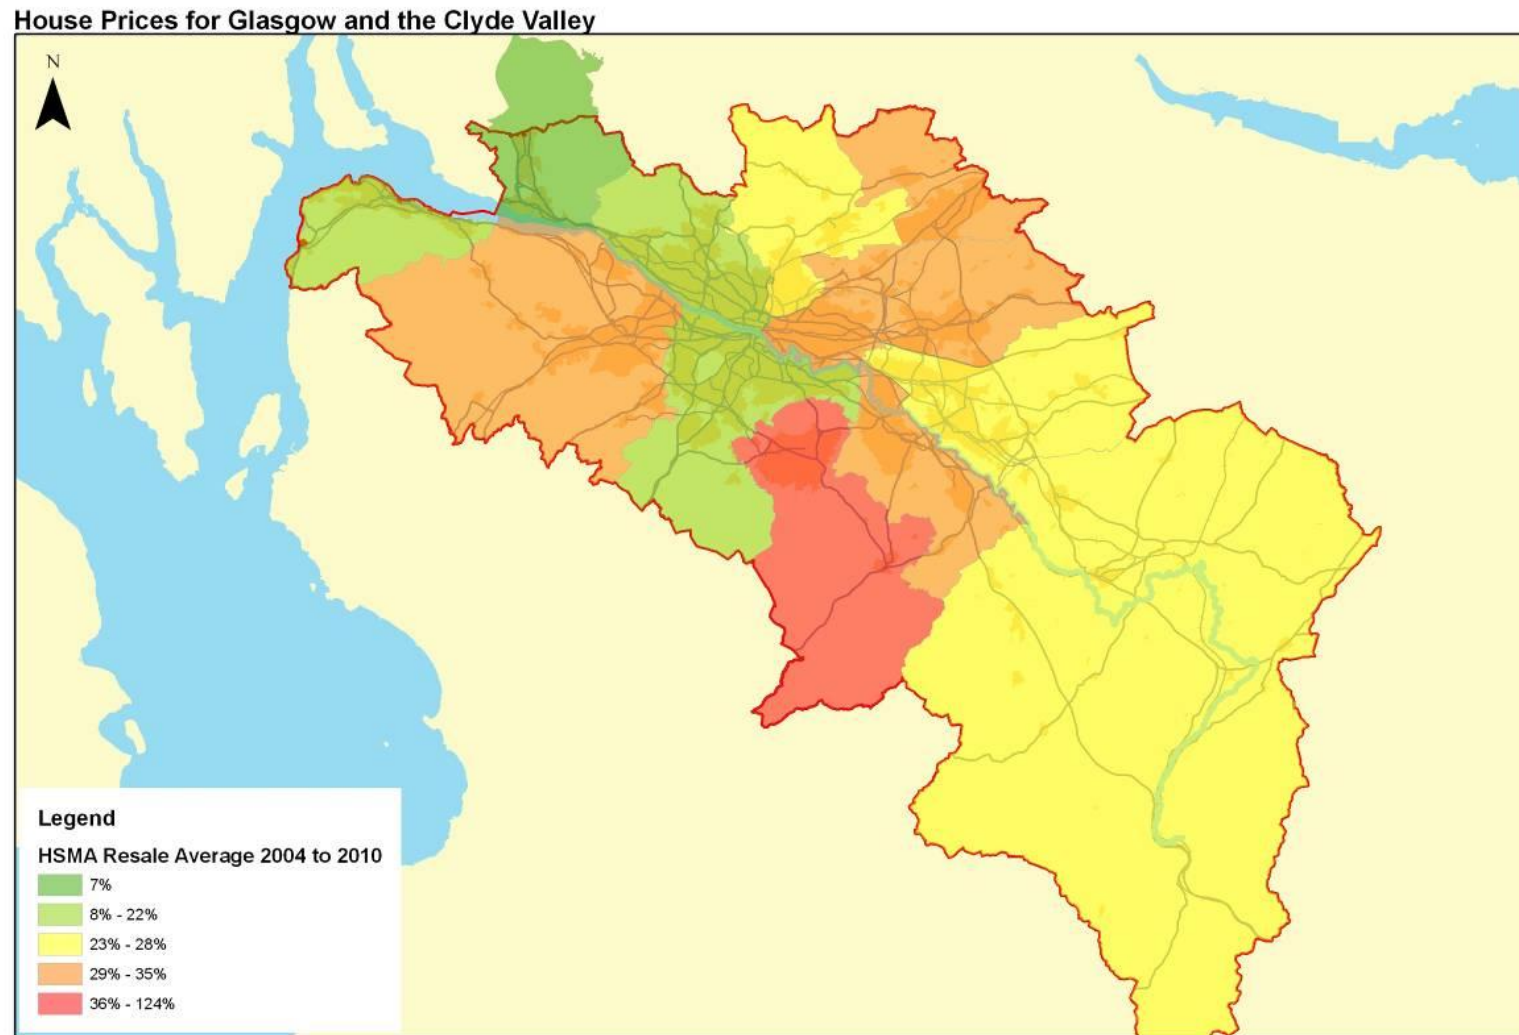 House Prices for Glasgow and the Clyde Valley
N
Legend
HSMA Resale Average 2004 to 2010
7%
8% - 22%
23% - 28%
29% - 35%
36% - 124%